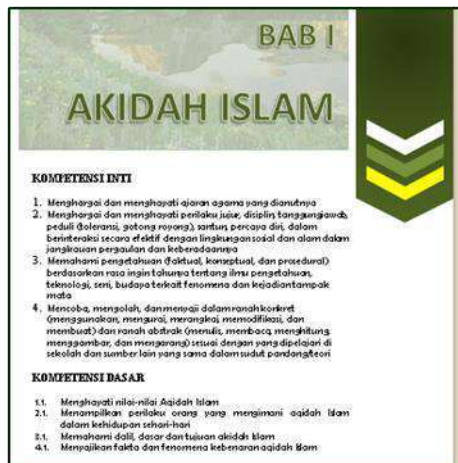 BAB I
AKIDAH ISLAM
KOMPETENSI INTI
1. Menghargai dan menghayati ajaran agama yang dianutnya
2. Menghargai dan menghayati perilaku jujur, disiplin, tanggungjawab,
peduli (toleransi, gotong royong), santun, percaya diri, dalam
berinteraksi secara efektif dengan lingkungan sosial dan alam dalam
jangkauan pergaulan dan keberadaannya
3. Memahami pengetahuan (faktual, konseptual, dan prosedural)
berdasarkan rasa ingin tahunya tentang ilmu pengetahuan,
teknologi, seni, budaya terkait fenomena dan kejadian tampak
mata
4. Mencoba, mengolah, dan menyaji dalam ranah konkret
(menggunakan, mengurai, merangkai, memodifikasi, dan
membuat) dan ranah abstrak (menulis, membaca, menghitung,
menggambar, dan mengarang) sesuai dengan yang dipelajari di
sekolah dan sumber lain yang sama dalam sudut pandang/teori
KOMPETENSI DASAR
1.1. Menghayati nilai-nilai Aqidah Islam
2.1. Menampilkan perilaku orang yang mengimani aqidah Islam
dalam kehidupan sehari-hari
3.1. Memahami dalil, dasar dan tujuan akidah Islam
4.1. Menyajikan fakta dan fenomena kebenaran aqidah Islam